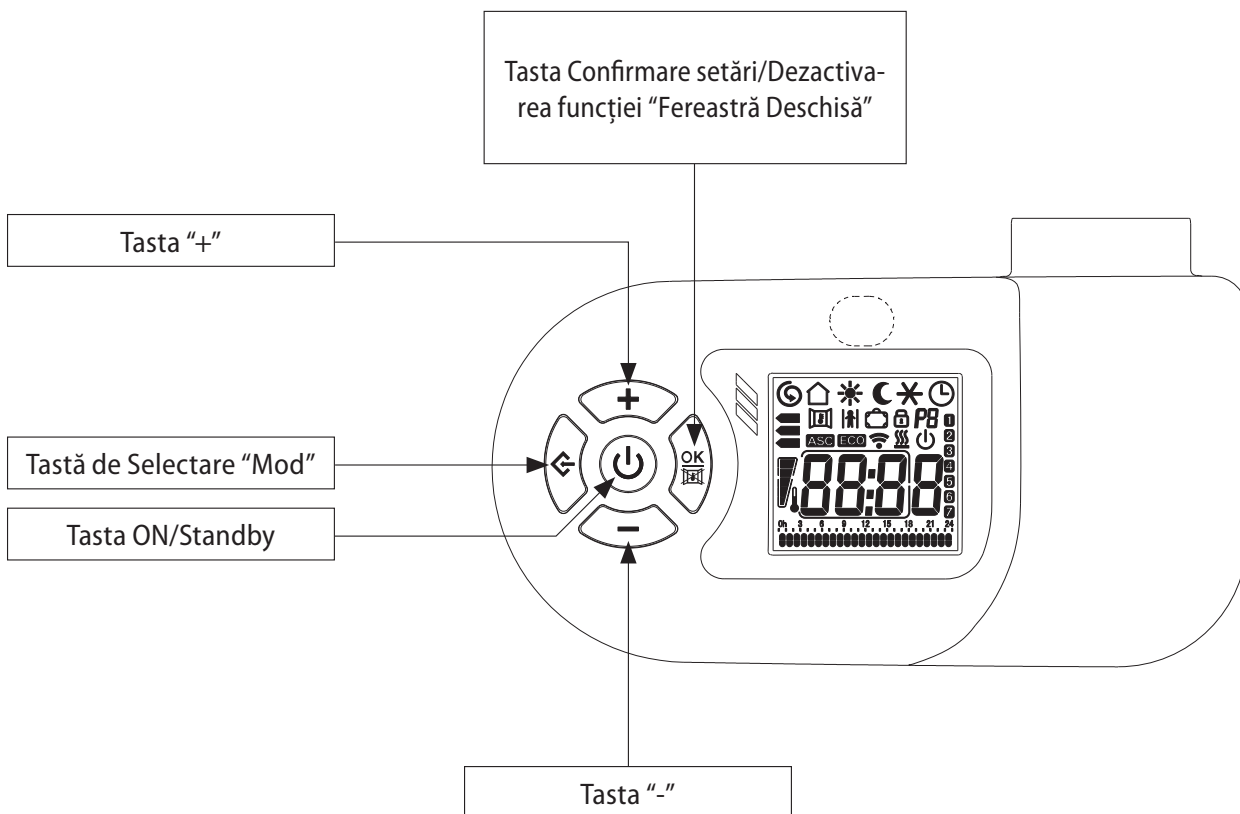 Tasta Confirmare setări/Dezactiva-
rea funcției “Fereastră Deschisă”
Tasta “+”
Tastă de Selectare “Mod”
Tasta ON/Standby
Tasta “-”
+
OK
−
P8
1
2
3
4
5
6
7
ASC ECO
88:88
0h 3 6 9 12 15 18 21 24